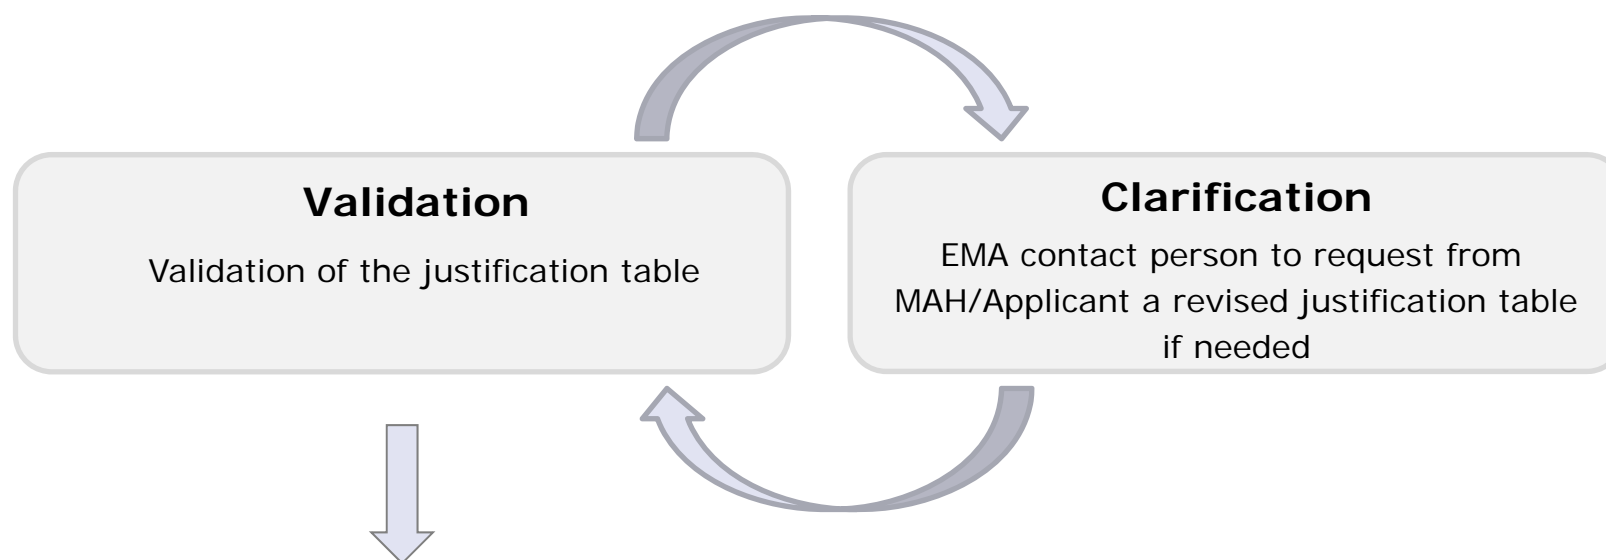 Validation
Validation of the justification table
Clarification
EMA contact person to request from
MAH/Applicant a revised justification table
if needed